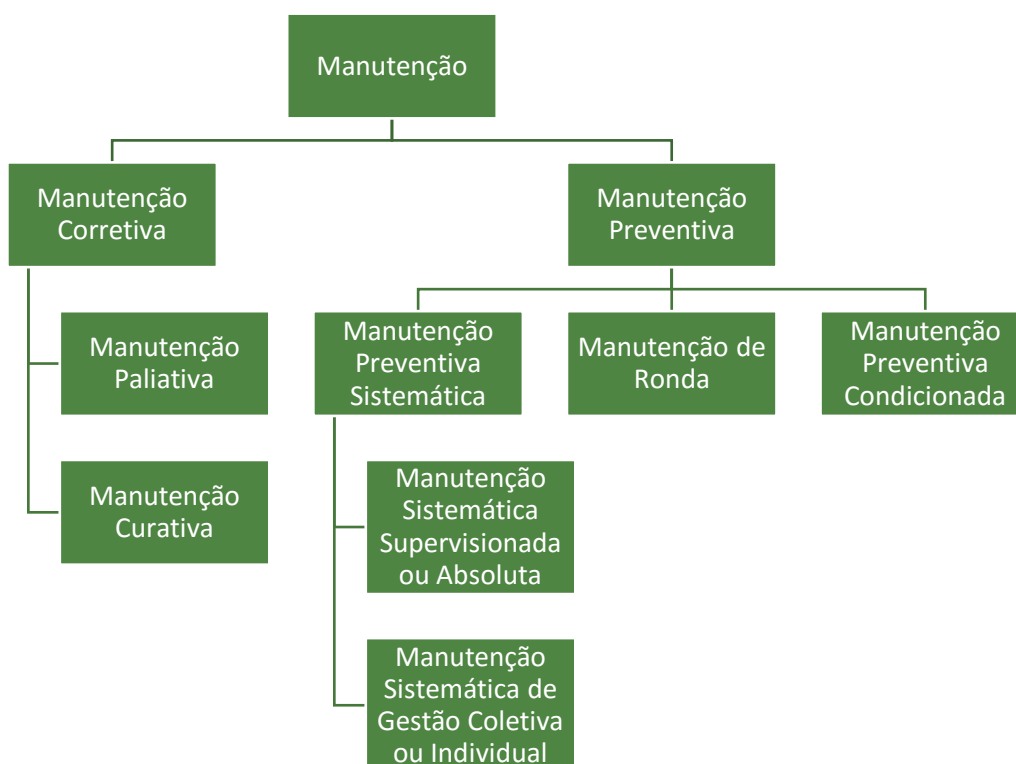 Manutenção
Manutenção
Corretiva
Manutenção
Preventiva
Manutenção
Paliativa
Manutenção
Curativa
Manutenção
Preventiva
Sistemática
Manutenção de
Ronda
Manutenção
Preventiva
Condicionada
Manutenção
Sistemática
Supervisionada
ou Absoluta
Manutenção
Sistemática de
Gestão Coletiva
ou Individual